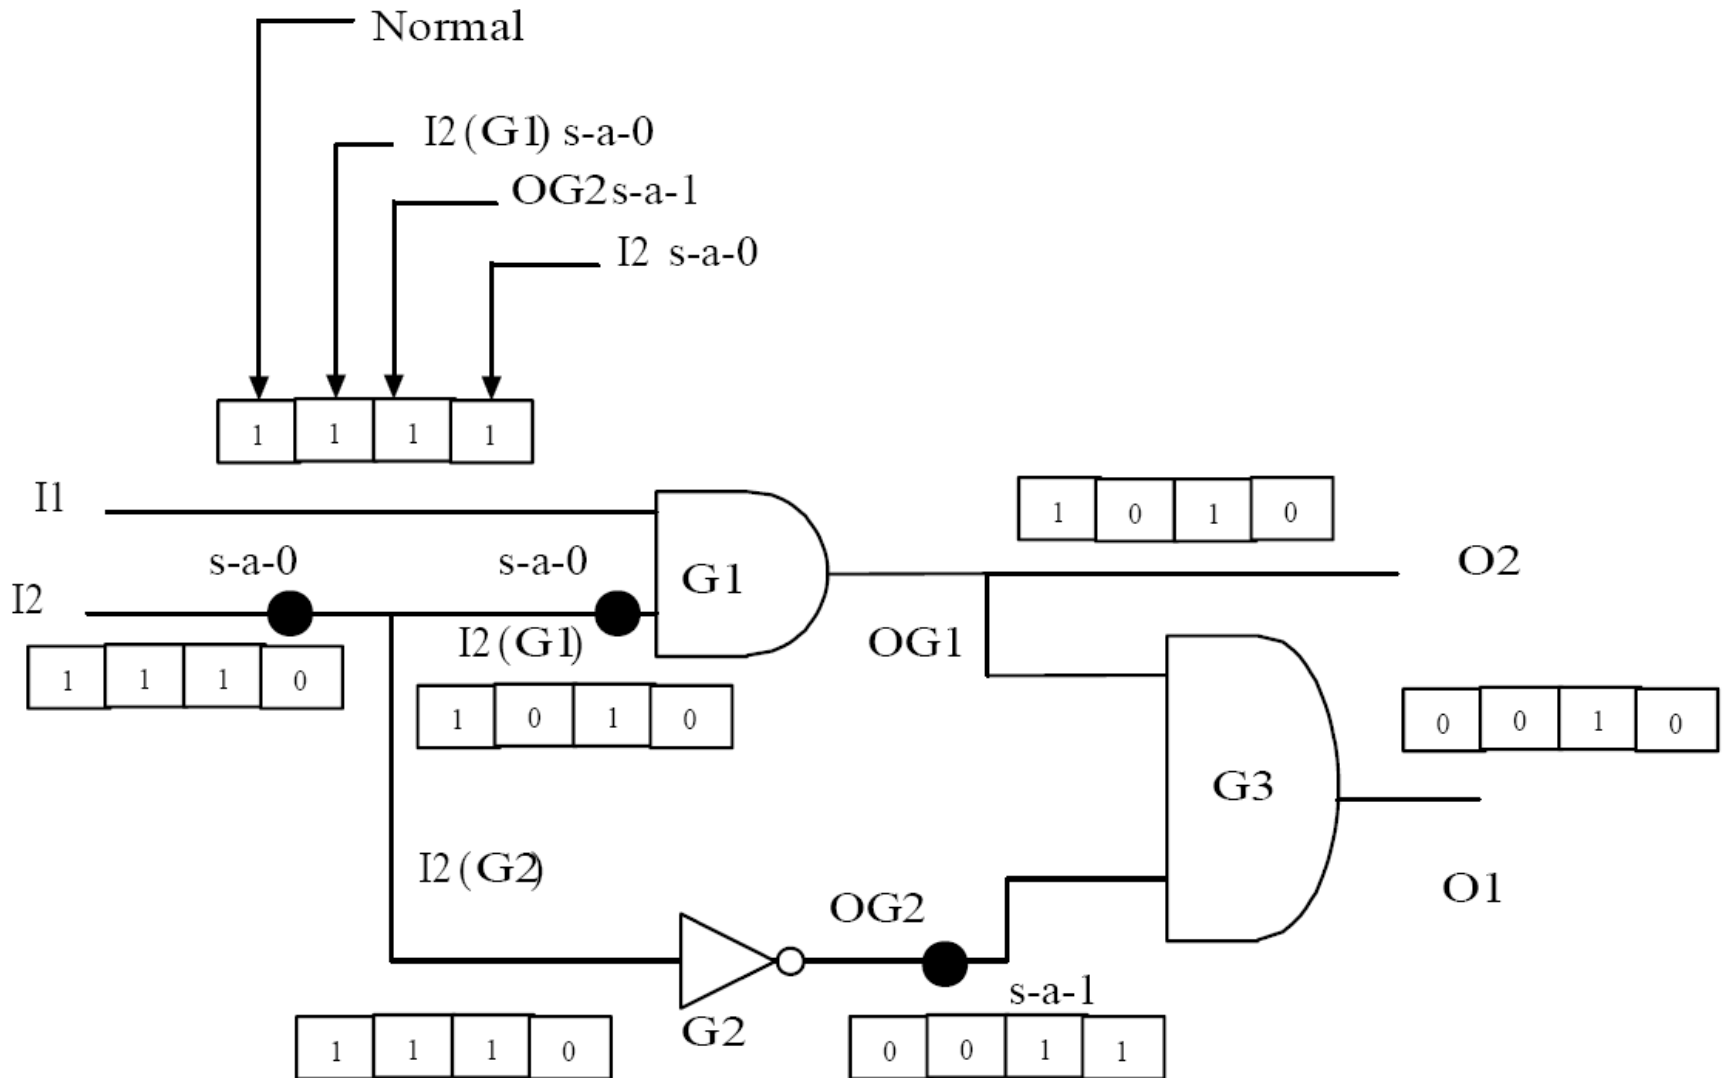 Normal
I2(G1) s-a-0
OG2 s-a-1
I2 s-a-0
1 1 1 1
I1
1 0 1 0
O2
s-a-0 s-a-0
G1
I2
I2(G1)
OG1
1 1 1 0
1 0 1 0
0 0 1 0
G3
I2(G2)
OG2
O1
s-a-1
G2
1 1 1 0
0 0 1 1